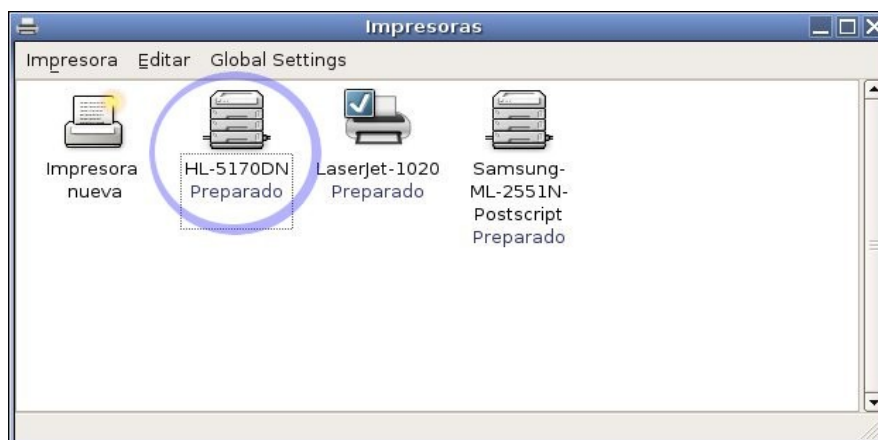 Impresoras
Impresora Editar Global Settings
Impresora
nueva
HL-5170DN
Preparado
LaserJet-1020
Preparado
Samsung-
ML-2551N-
Postscript
Preparado